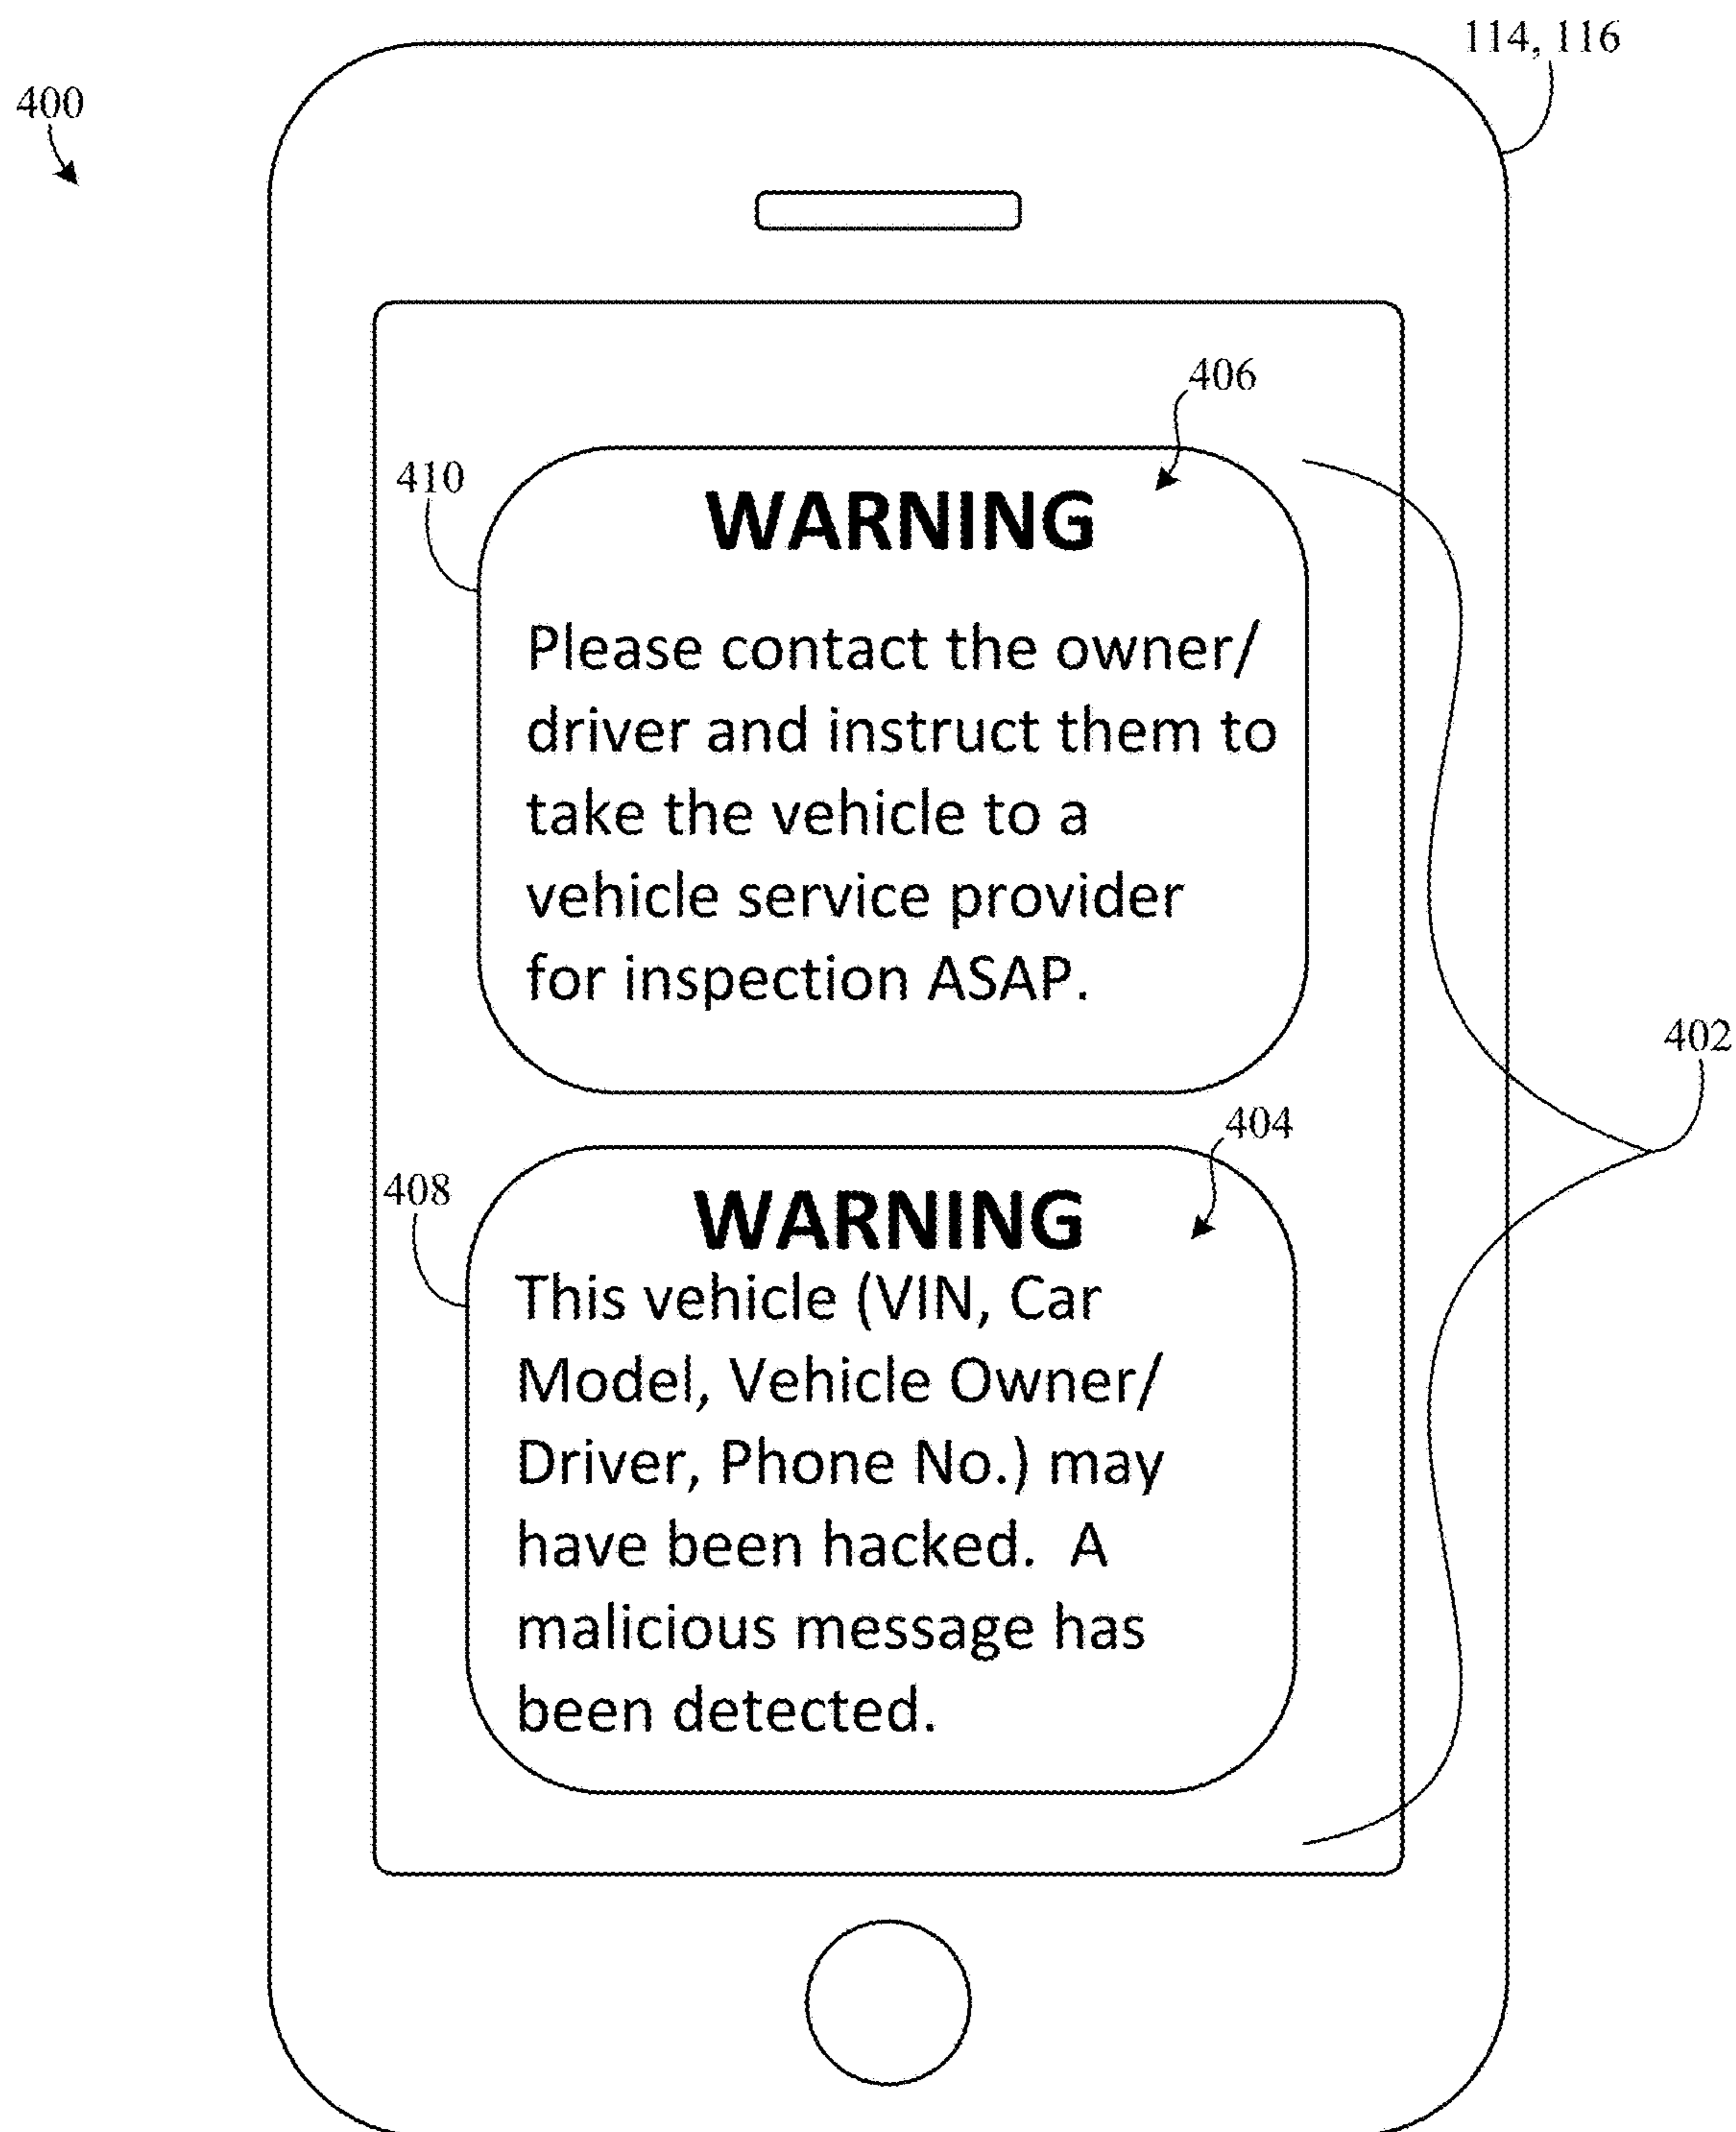 114, 116
400
406
410
WARNING
Please contact the owner/
driver and instruct them to
take the vehicle to a
vehicle service provider
for inspection ASAP.
402
404
408
WARNING
This vehicle (VIN, Car
Model, Vehicle Owner/
Driver, Phone No.) may
have been hacked.  A
malicious message has
been detected.